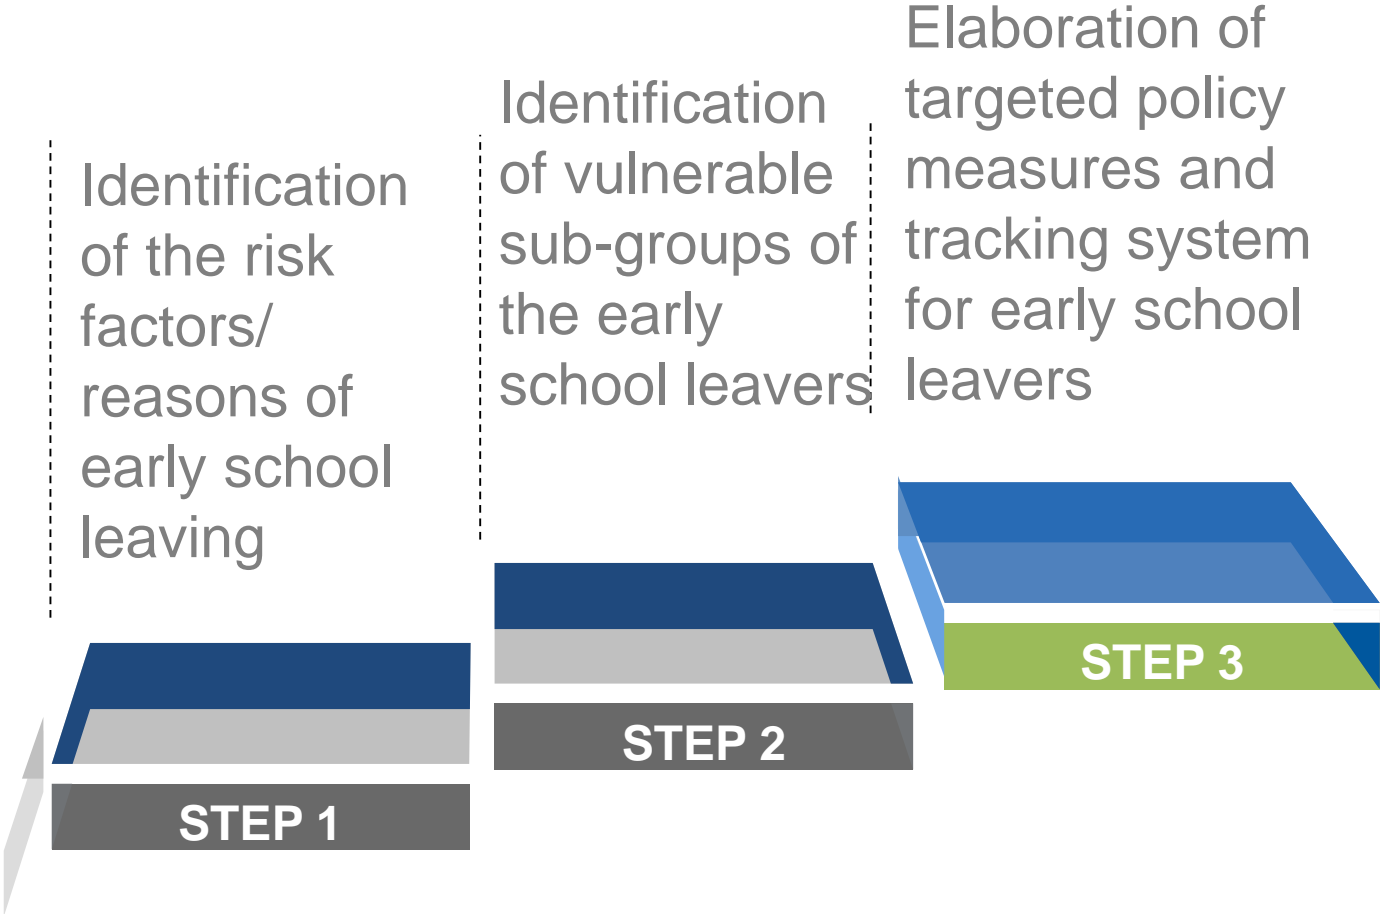 Identification
of the risk
factors/
reasons of
early school
leaving
STEP 1
Identification
of vulnerable
sub-groups of
the early
school leavers
STEP 2
Elaboration of
targeted policy
measures and
tracking system
for early school
leavers
STEP 3